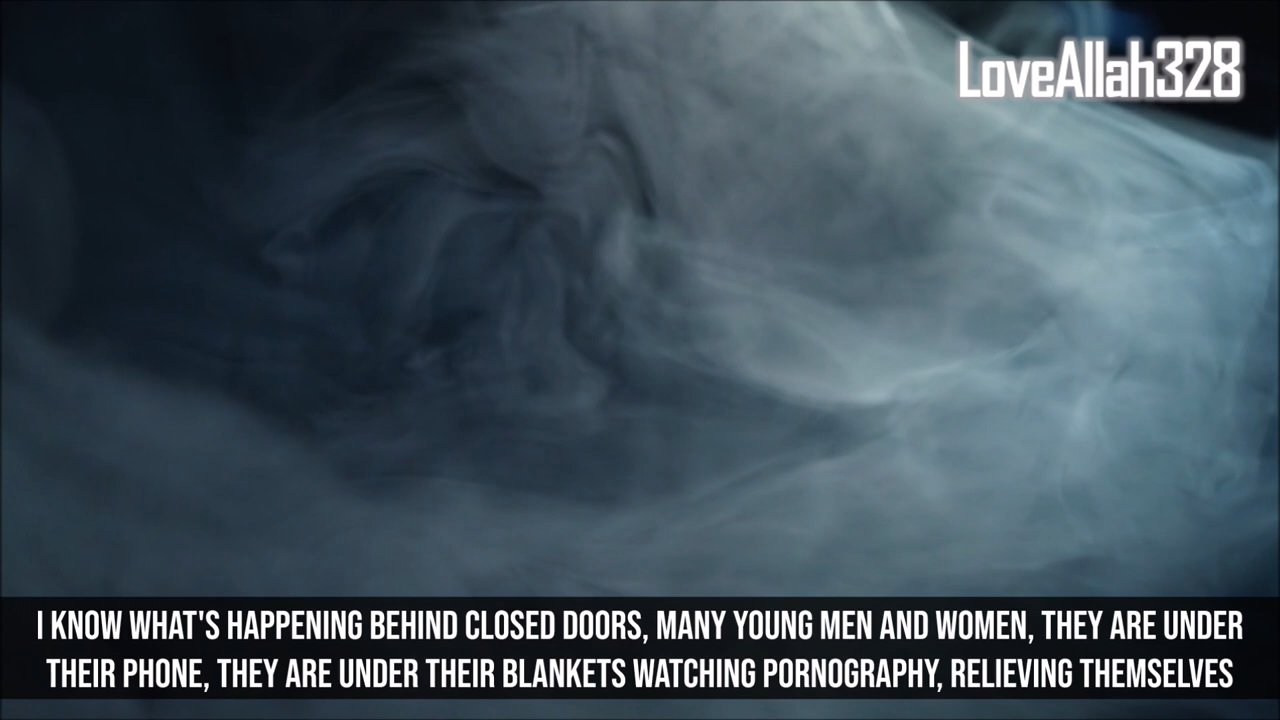 LoveAllah328
I KNOW WHAT'S HAPPENING BEHIND CLOSED DOORS, MANY YOUNG MEN AND WOMEN, THEY ARE UNDER
THEIR PHONE, THEY ARE UNDER THEIR BLANKETS WATCHING PORNOGRAPHY, RELIEVING THEMSELVES